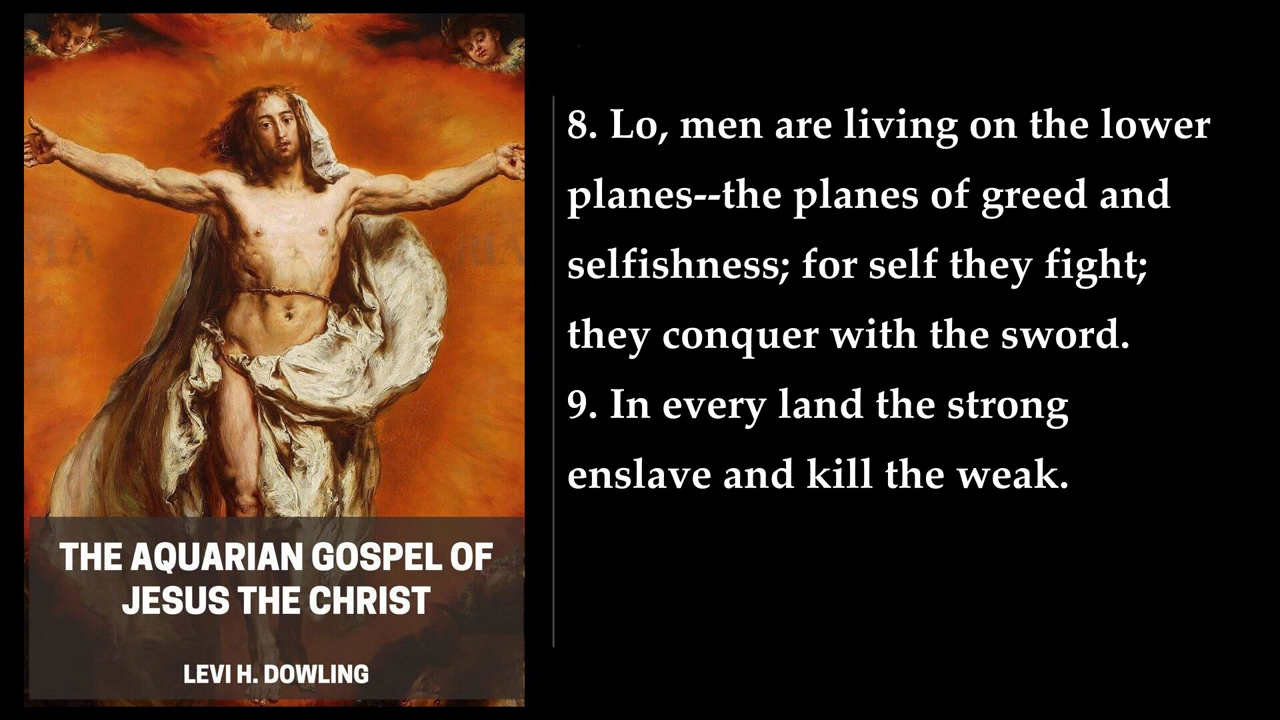 8. Lo, men are living on the lower
planes--the planes of greed and
selfishness; for self they fight;
they conquer with the sword.
9. In every land the strong
enslave and kill the weak.
THE AQUARIAN GOSPEL OF
JESUS THE CHRIST
LEVI H. DOWLING